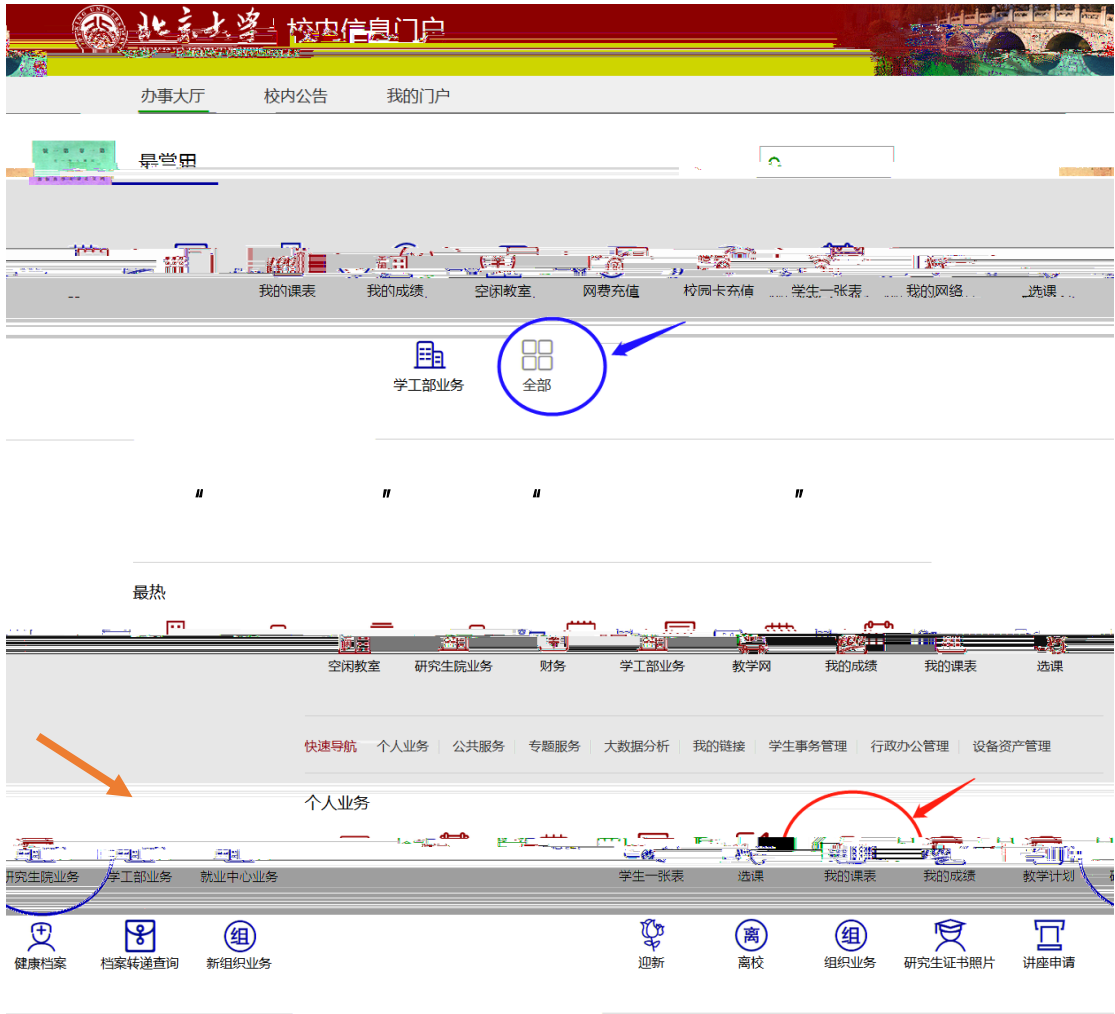 北京大学 校内信息门户
办事大厅 校内公告 我的门户
最常用
我的课表 我的成绩 空闲教室 网费充值 校园卡充值 学生一张表 我的网络 选课
学工部业务 全部
“ ” “ ”
最热
空闲教室 研究生院业务 财务 学工部业务 教学网 我的成绩 我的课表 选课
快速导航 个人业务 公共服务 专题服务 大数据分析 我的链接 学生事务管理 行政办公管理 设备资产管理
个人业务
研究生院业务 学工部业务 就业中心业务 学生一张表 选课 我的课表 我的成绩 教学计划
组 离 组
健康档案 档案转递查询 新组织业务 迎新 离校 组织业务 研究生证书照片 讲座申请